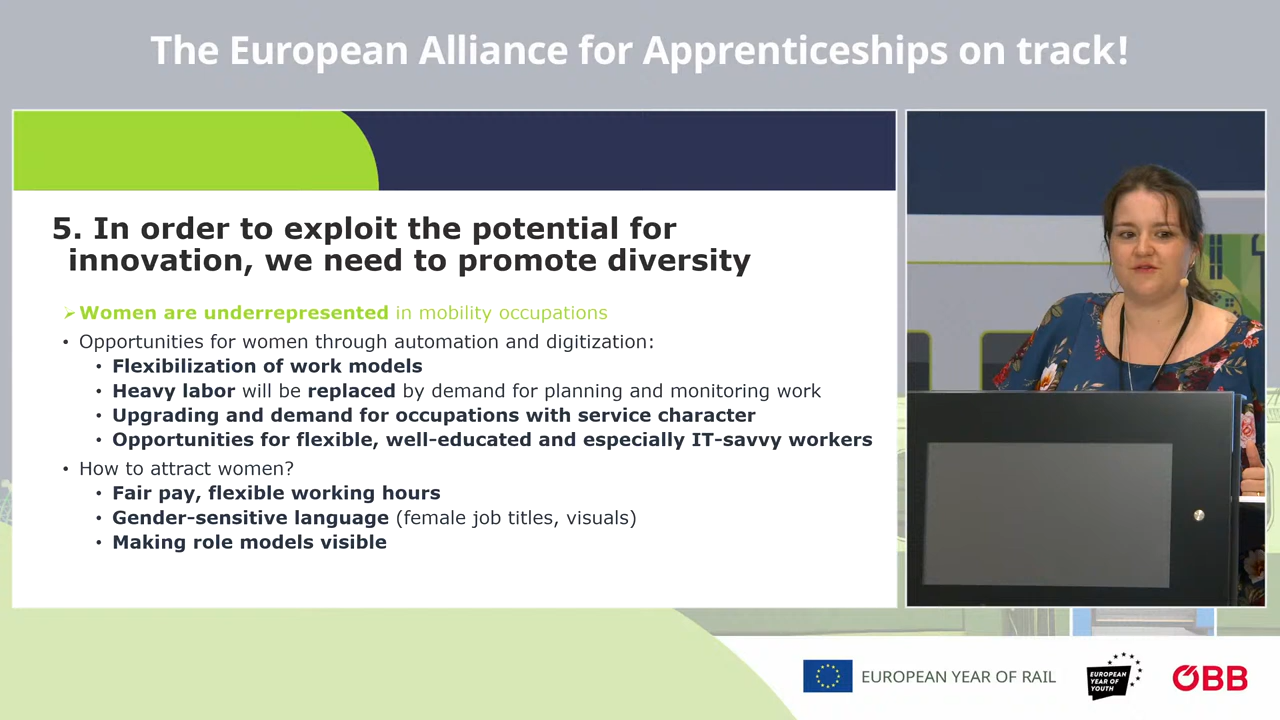 The European Alliance for Apprenticeships on track!
5. In order to exploit the potential for
innovation, we need to promote diversity
➢ Women are underrepresented in mobility occupations
• Opportunities for women through automation and digitization:
• Flexibilization of work models
• Heavy labor will be replaced by demand for planning and monitoring work
• Upgrading and demand for occupations with service character
• Opportunities for flexible, well-educated and especially IT-savvy workers
• How to attract women?
• Fair pay, flexible working hours
• Gender-sensitive language (female job titles, visuals)
• Making role models visible
EUROPEAN YEAR OF RAIL
EUROPEAN
YEAR OF
YOUTH
ÖBB